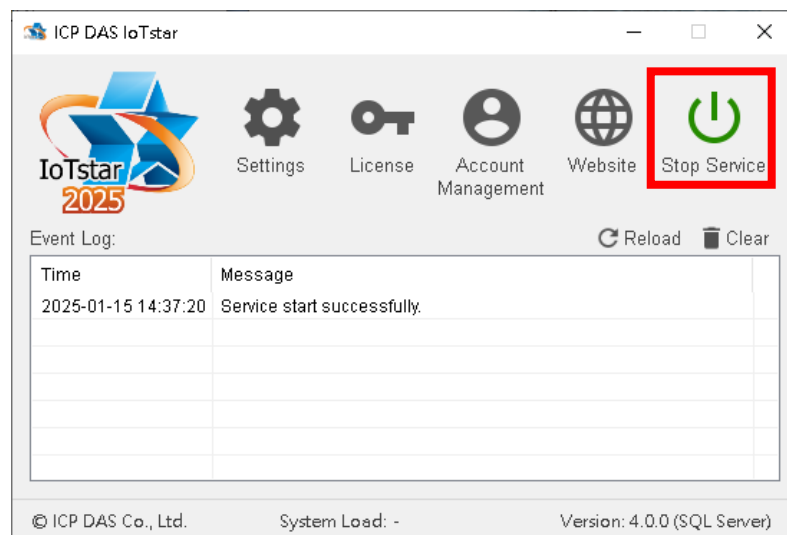 ICP DAS IoTstar
IoTstar
2025
Settings
License
Account
Management
Website
Stop Service
Event Log:
Reload
Clear
Time Message
2025-01-15 14:37:20 Service start successfully.
© ICP DAS Co., Ltd. System Load: - Version: 4.0.0 (SQL Server)